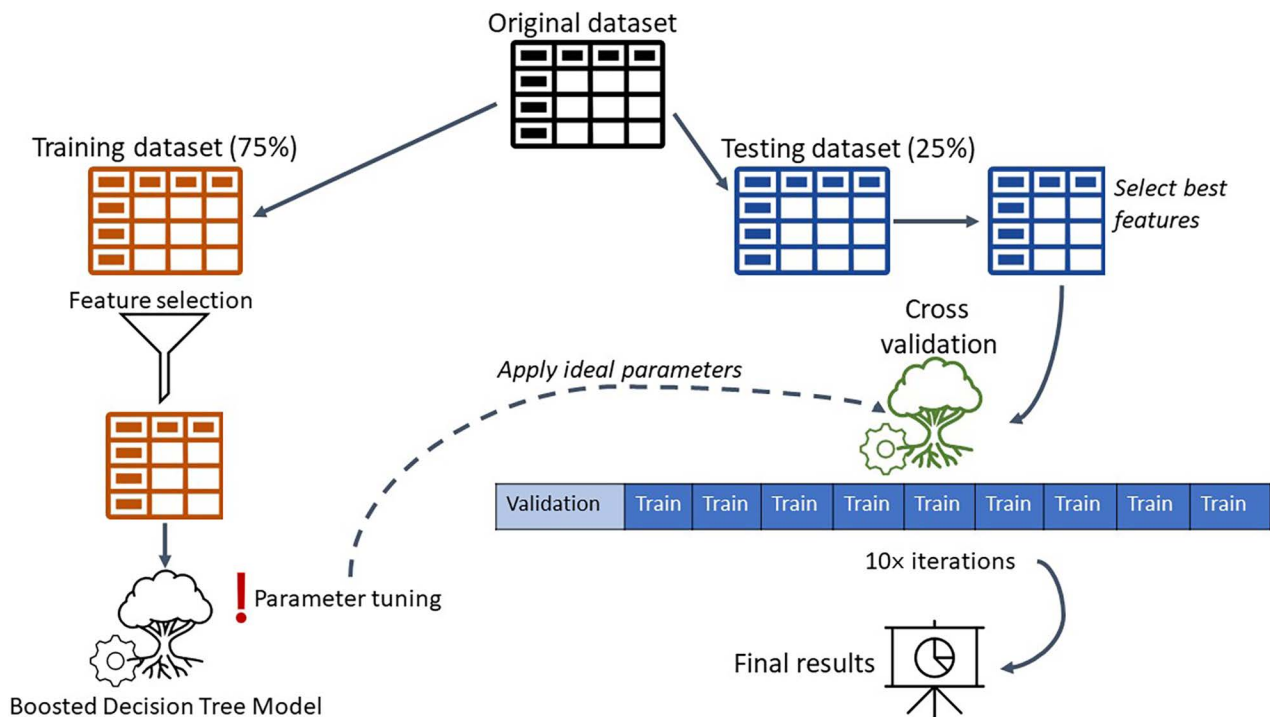 Original dataset
Training dataset (75%)
Testing dataset (25%)
Select best
features
Feature selection
Cross
validation
Apply ideal parameters
Validation Train Train Train Train Train Train Train Train Train
10× iterations
! Parameter tuning
Final results
Boosted Decision Tree Model